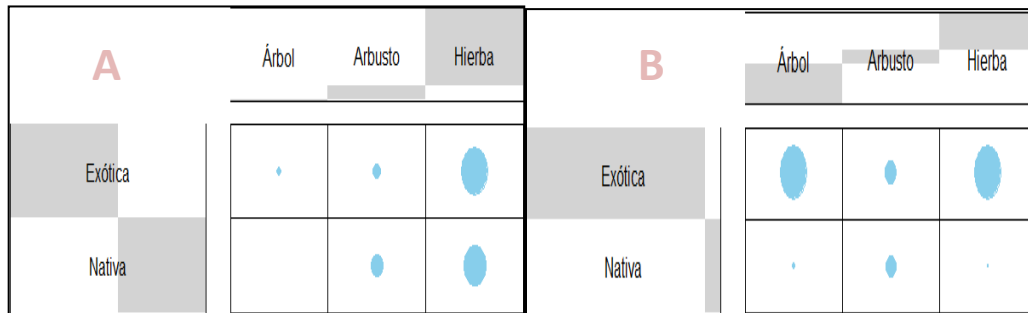 A
Árbol
Arbusto
Hierba
Exótica
Nativa
B
Árbol
Arbusto
Hierba
Exótica
Nativa